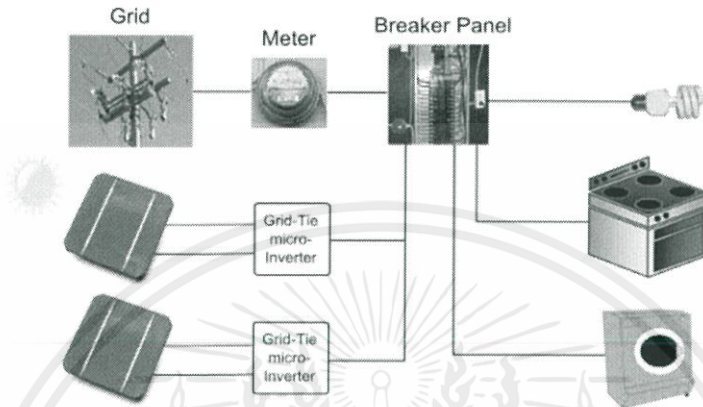 Grid
Meter
Breaker Panel
Grid-Tie
micro-
Inverter
Grid-Tie
micro-
Inverter